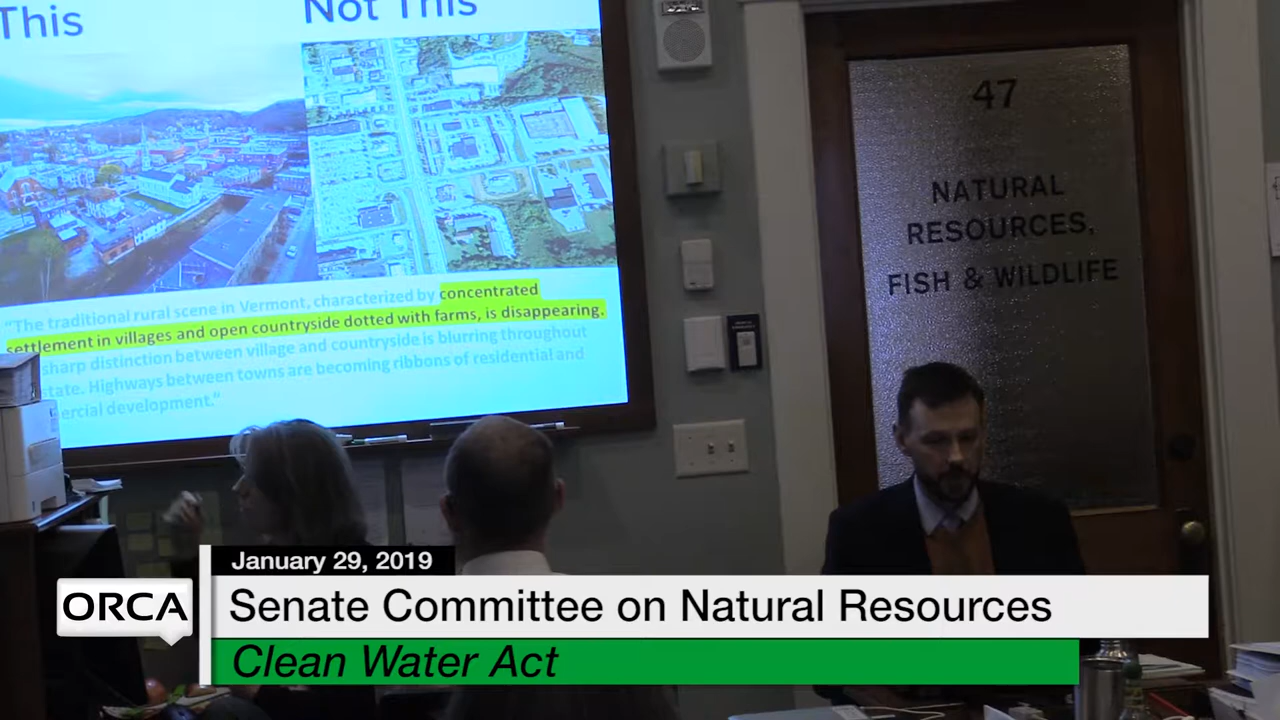 This
Not This
"The traditional rural scene in Vermont, characterized by concentrated
settlement in villages and open countryside dotted with farms, is disappearing.
sharp distinction between village and countryside is blurring throughout
state. Highways between towns are becoming ribbons of residential and
ercial development."
47
NATURAL
RESOURCES,
FISH & WILDLIFE
January 29, 2019
ORCA
Senate Committee on Natural Resources
Clean Water Act